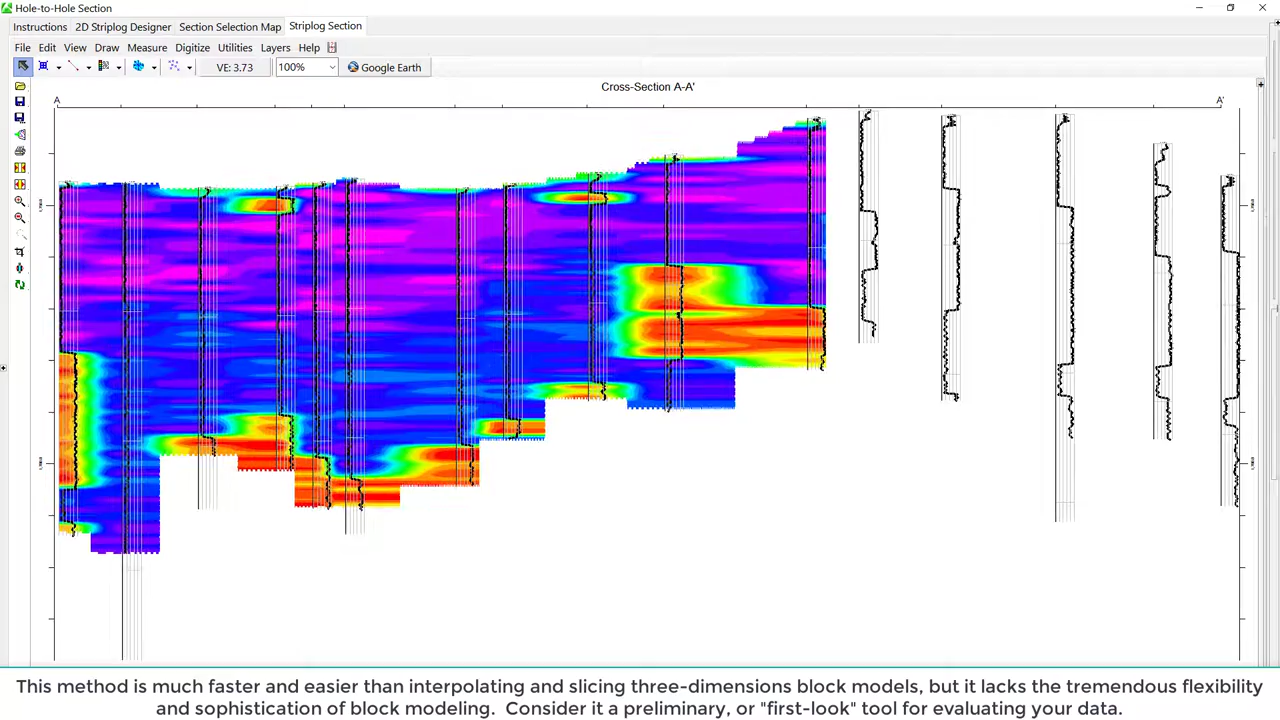 Hole-to-Hole Section
Instructions 2D Striplog Designer Section Selection Map Striplog Section
File Edit View Draw Measure Digitize Utilities Layers Help
VE: 3.73 100% Google Earth
Cross-Section A-A'
A A'
This method is much faster and easier than interpolating and slicing three-dimensions block models, but it lacks the tremendous flexibility
and sophistication of block modeling. Consider it a preliminary, or "first-look" tool for evaluating your data.